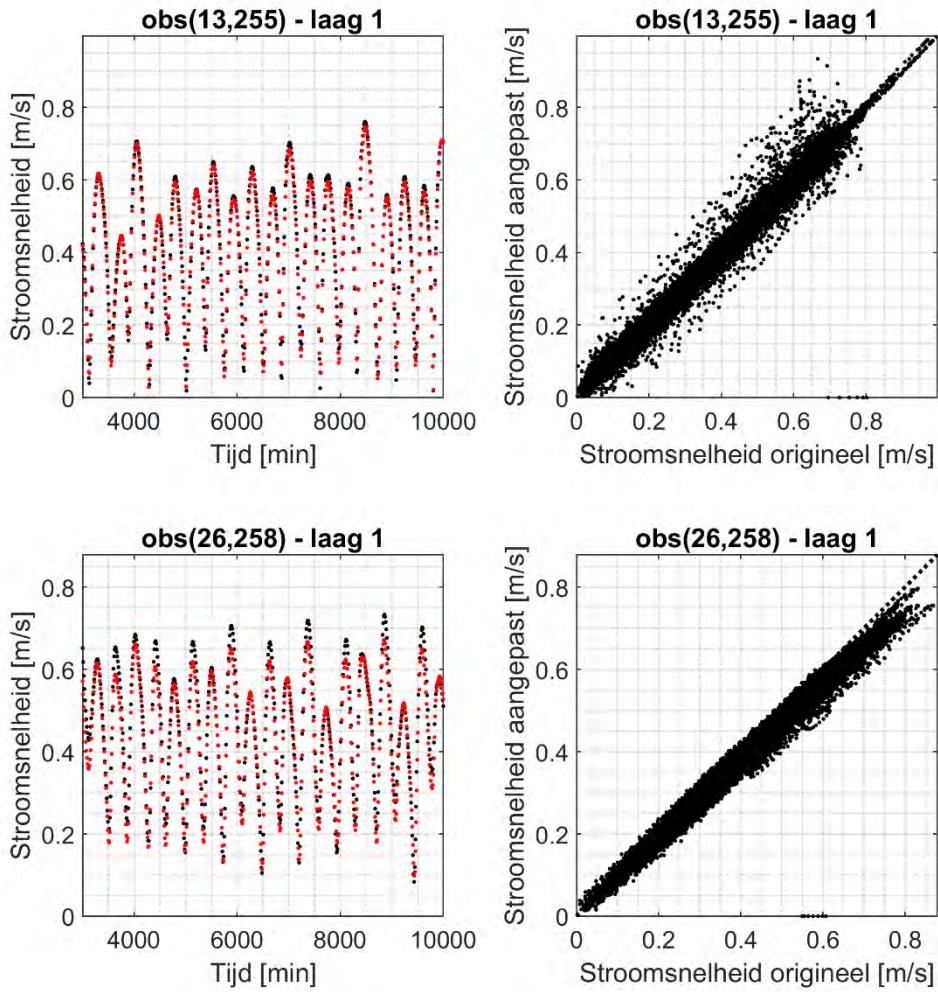 obs(13,255) - laag 1
Stroomsnelheid [m/s]
0.8
0.6
0.4
0.2
0
4000 6000 8000 10000
Tijd [min]
obs(13,255) - laag 1
Stroomsnelheid aangepast [m/s]
0.8
0.6
0.4
0.2
0
0 0.2 0.4 0.6 0.8
Stroomsnelheid origineel [m/s]
obs(26,258) - laag 1
Stroomsnelheid [m/s]
0.8
0.6
0.4
0.2
0
4000 6000 8000 10000
Tijd [min]
obs(26,258) - laag 1
Stroomsnelheid aangepast [m/s]
0.8
0.6
0.4
0.2
0
0 0.2 0.4 0.6 0.8
Stroomsnelheid origineel [m/s]